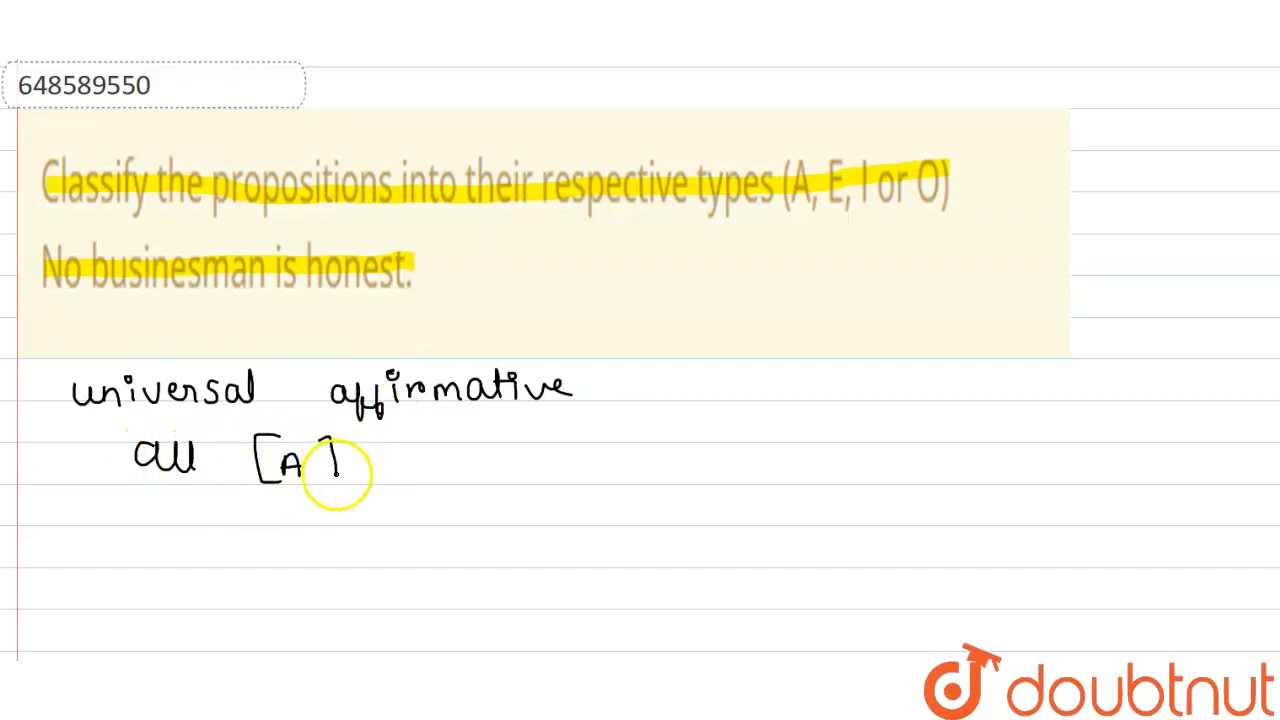 648589550
Classify the propositions into their respective types (A, E, I or O)
No businesman is honest.
universal affirmative
all [A]
doubtnut